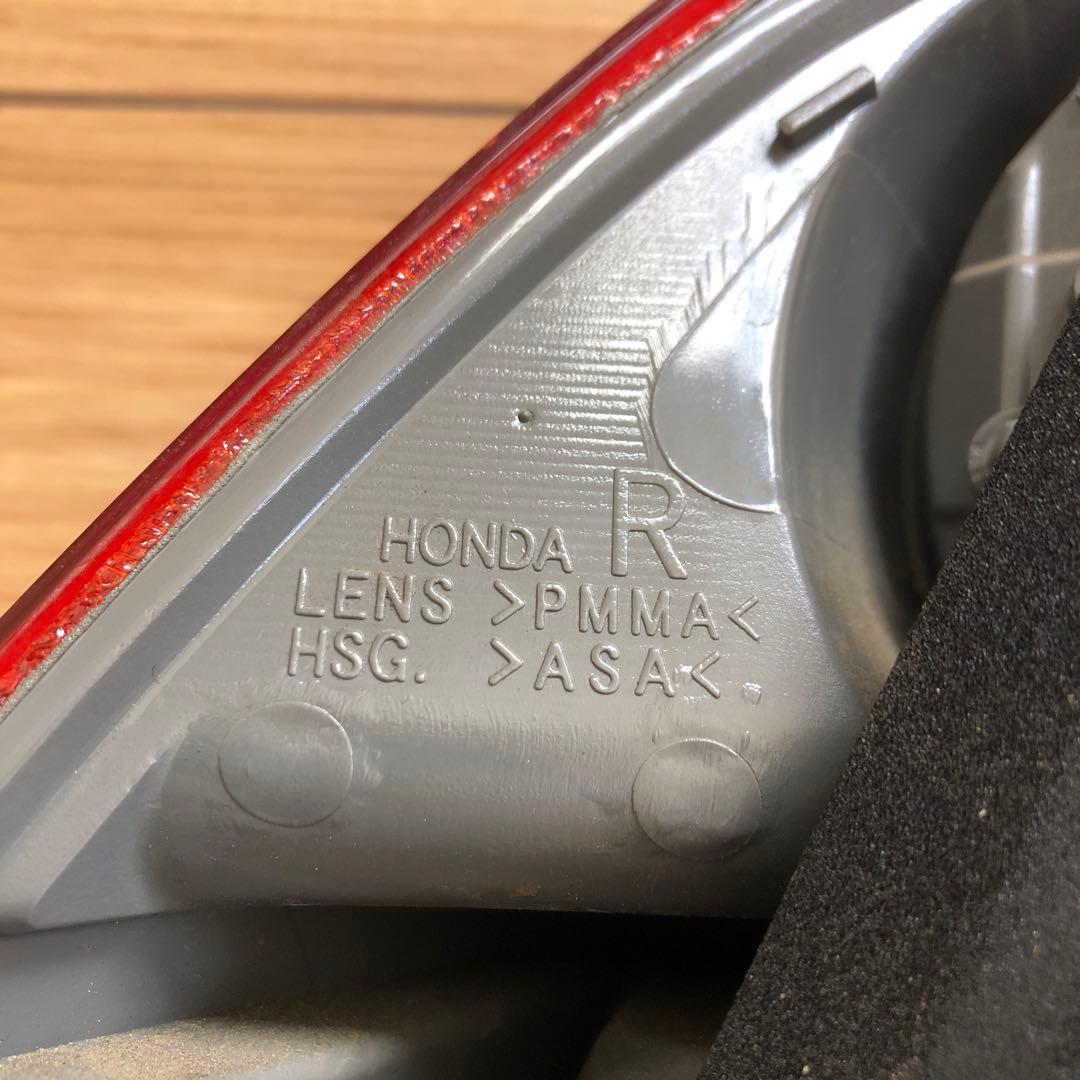 HONDA R
LENS >PMMA<
HSG. >ASA<